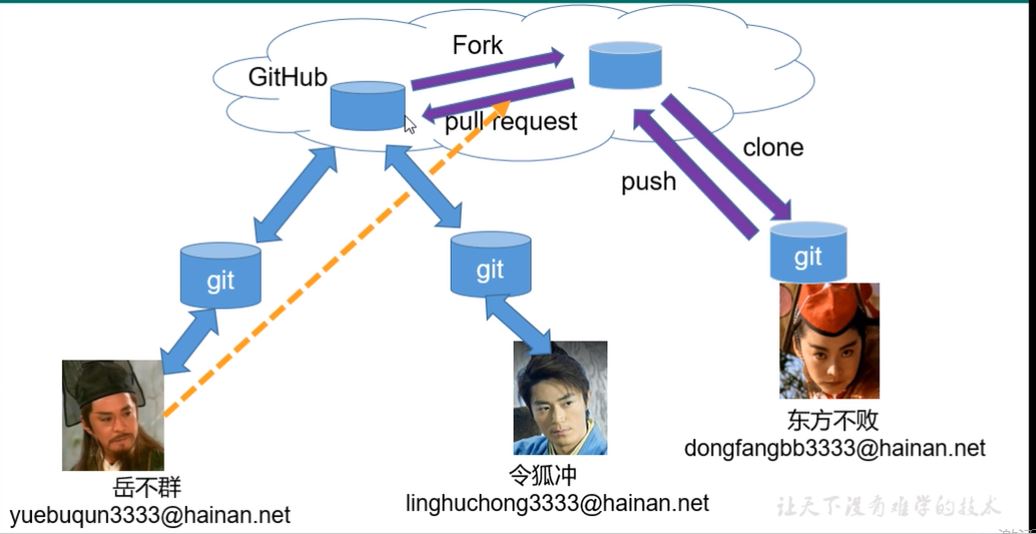 Fork
GitHub
pull request
clone
push
git
git
git
东方不败
dongfangbb3333@hainan.net
岳不群
yuebuqun3333@hainan.net
令狐冲
linghuchong3333@hainan.net
让天下没有难学的技术